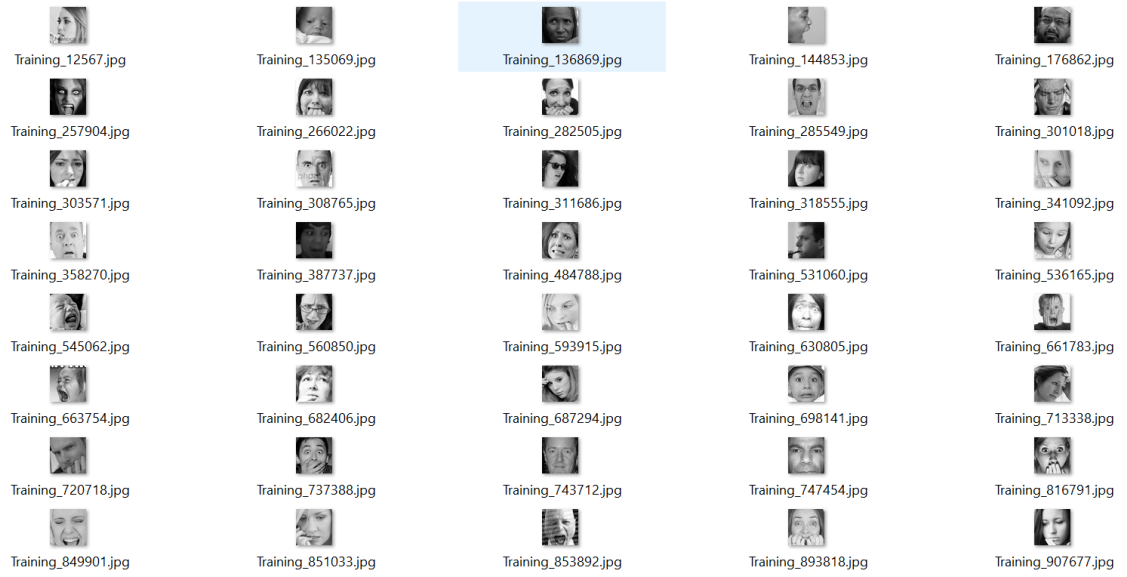 Training_12567.jpg Training_135069.jpg Training_136869.jpg Training_144853.jpg Training_176862.jpg
Training_257904.jpg Training_266022.jpg Training_282505.jpg Training_285549.jpg Training_301018.jpg
Training_303571.jpg Training_308765.jpg Training_311686.jpg Training_318555.jpg Training_341092.jpg
Training_358270.jpg Training_387737.jpg Training_484788.jpg Training_531060.jpg Training_536165.jpg
Training_545062.jpg Training_560850.jpg Training_593915.jpg Training_630805.jpg Training_661783.jpg
Training_663754.jpg Training_682406.jpg Training_687294.jpg Training_698141.jpg Training_713338.jpg
Training_720718.jpg Training_737388.jpg Training_743712.jpg Training_747454.jpg Training_816791.jpg
Training_849901.jpg Training_851033.jpg Training_853892.jpg Training_893818.jpg Training_907677.jpg